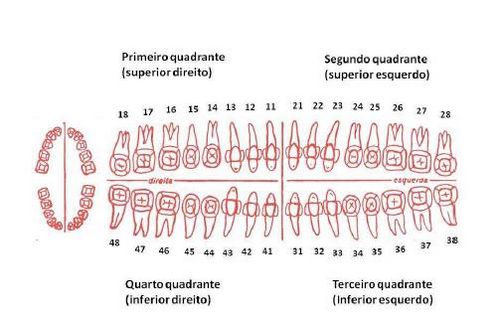 Primeiro quadrante
(superior direito)
Segundo quadrante
(superior esquerdo)
18 17 16 15 14 13 12 11 21 22 23 24 25 26 27 28
direita
esquerda
48 47 46 45 44 43 42 41 31 32 33 34 35 36 37 38
Quarto quadrante
(inferior direito)
Terceiro quadrante
(Inferior esquerdo)